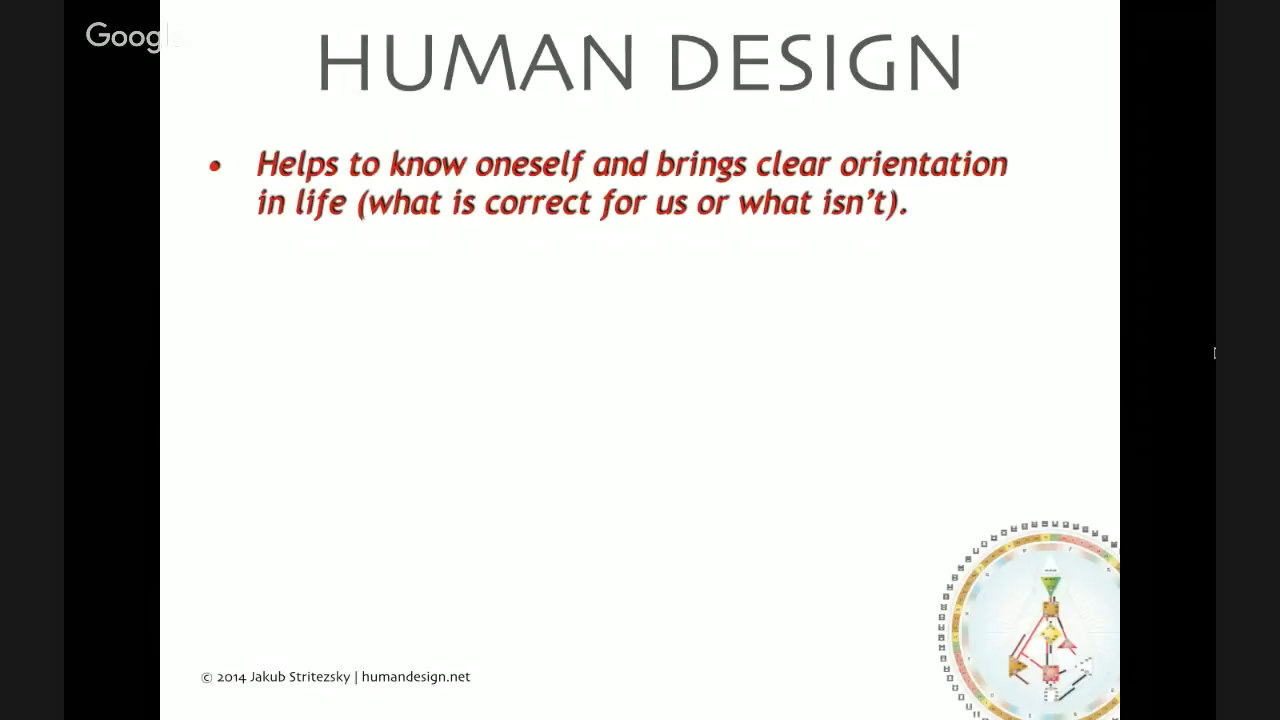 Google
HUMAN DESIGN
• Helps to know oneself and brings clear orientation
in life (what is correct for us or what isn’t).
© 2014 Jakub Stritezsky | humandesign.net